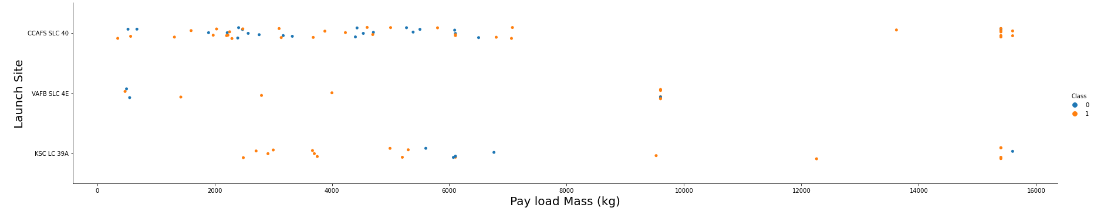 CCAFS SLC 40
VAFB SLC 4E
KSC LC 39A
Launch Site
0 2000 4000 6000 8000 10000 12000 14000 16000
Pay load Mass (kg)
Class
0
1